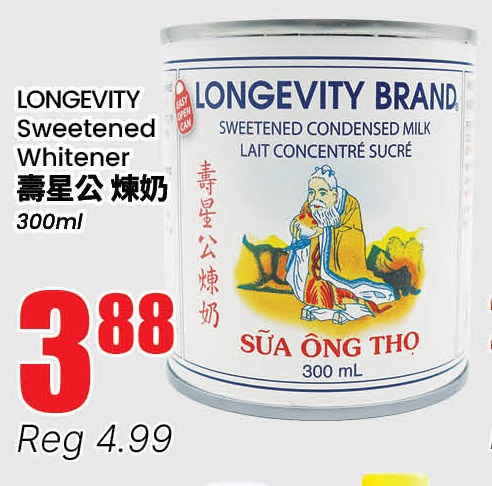 LONGEVITY
Sweetened
Whitener
壽星公 煉奶
300ml
3.88
Reg 4.99
EASY
OPEN
CAN
LONGEVITY BRAND®
SWEETENED CONDENSED MILK
LAIT CONCENTRÉ SUCRÉ
壽星公煉奶
SỮA ÔNG THỌ
300 mL